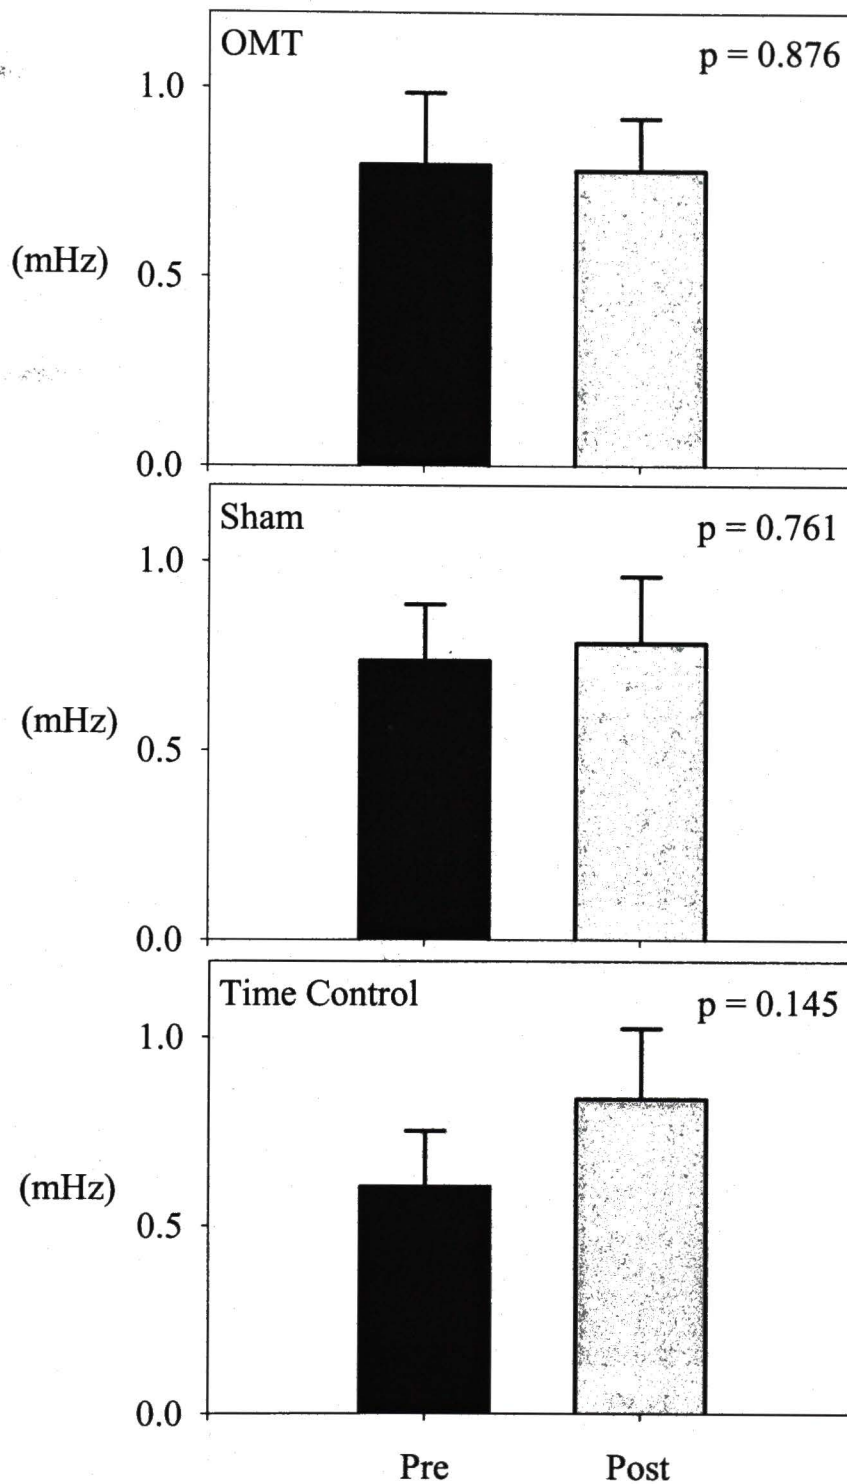 OMT
p = 0.876
1.0
(mHz)
0.5
0.0
Sham
p = 0.761
1.0
(mHz)
0.5
0.0
Time Control
p = 0.145
1.0
(mHz)
0.5
0.0
Pre
Post